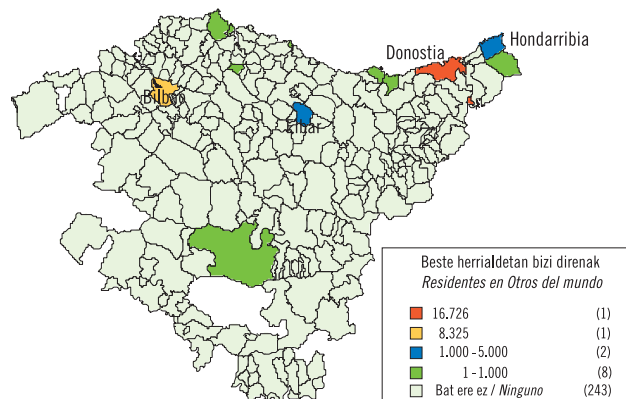 Hondarribia
Donostia
Bilbao
Eibar
Beste herrialdetan bizi direnak
Residentes en Otros del mundo
16.726 (1)
8.325 (1)
1.000 - 5.000 (2)
1 - 1.000 (8)
Bat ere ez / Ninguno (243)